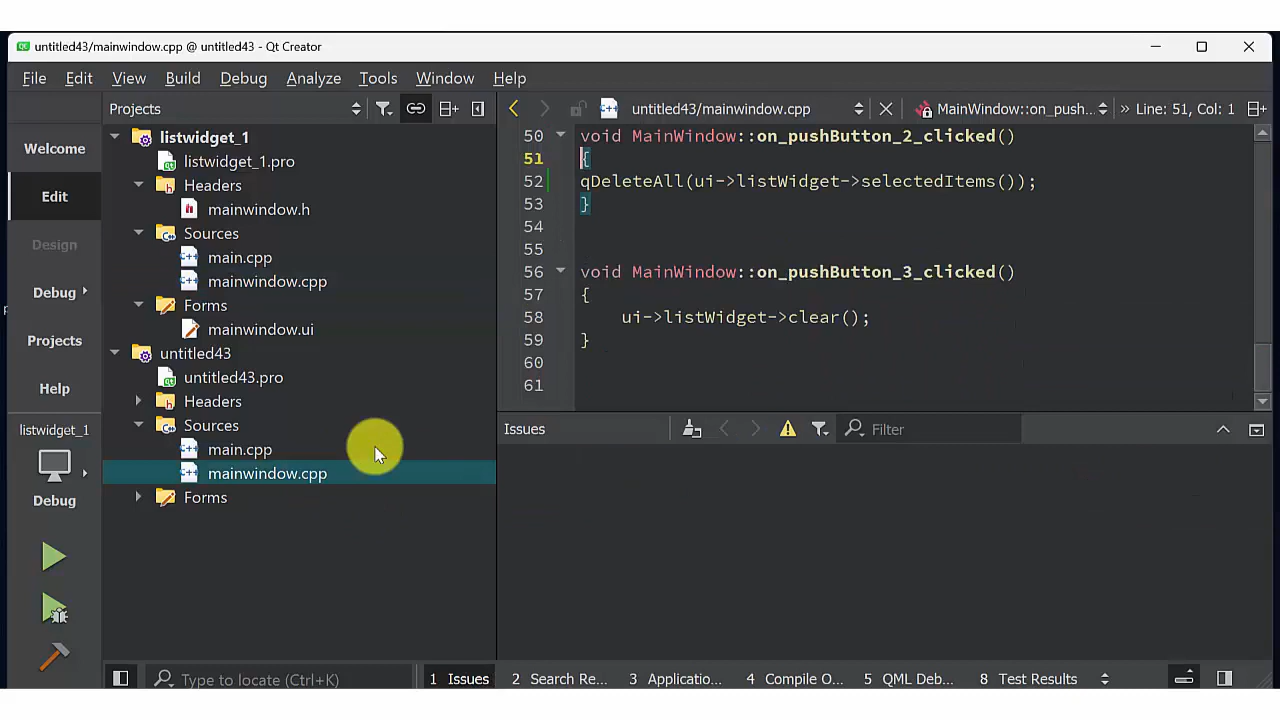 untitled43/mainwindow.cpp @ untitled43 - Qt Creator
File Edit View Build Debug Analyze Tools Window Help
Projects
untitled43/mainwindow.cpp
MainWindow::on_push...
» Line: 51, Col: 1
Welcome
Edit
Design
Debug
Projects
Help
listwidget_1
Debug
listwidget_1
listwidget_1.pro
Headers
mainwindow.h
Sources
main.cpp
mainwindow.cpp
Forms
mainwindow.ui
untitled43
untitled43.pro
Headers
Sources
main.cpp
mainwindow.cpp
Forms
50 void MainWindow::on_pushButton_2_clicked()
51 {
52 qDeleteAll(ui->listWidget->selectedItems());
53 }
54
55
56 void MainWindow::on_pushButton_3_clicked()
57 {
58 ui->listWidget->clear();
59 }
60
61
Issues
Filter
Type to locate (Ctrl+K)
1 Issues 2 Search Re... 3 Applicatio... 4 Compile O... 5 QML Deb... 8 Test Results